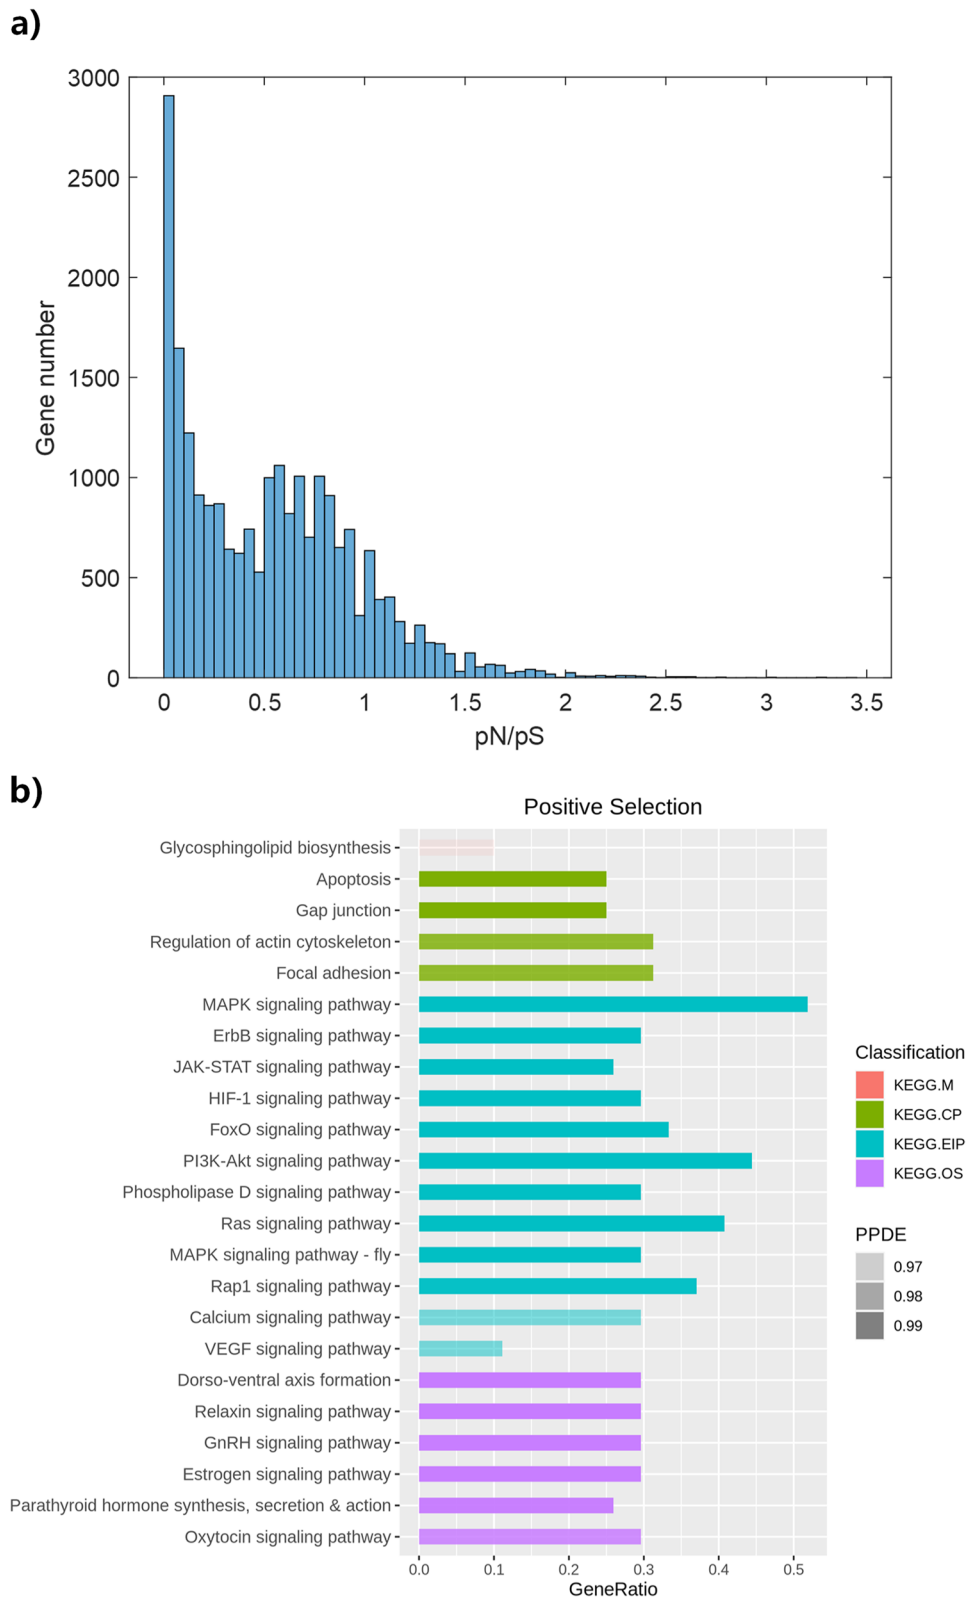 a)
3000
2500
2000
1500
1000
500
0
Gene number
0 0.5 1 1.5 2 2.5 3 3.5
pN/pS
b)
Positive Selection
Glycosphingolipid biosynthesis
Apoptosis
Gap junction
Regulation of actin cytoskeleton
Focal adhesion
MAPK signaling pathway
ErbB signaling pathway
JAK-STAT signaling pathway
HIF-1 signaling pathway
FoxO signaling pathway
PI3K-Akt signaling pathway
Phospholipase D signaling pathway
Ras signaling pathway
MAPK signaling pathway - fly
Rap1 signaling pathway
Calcium signaling pathway
VEGF signaling pathway
Dorso-ventral axis formation
Relaxin signaling pathway
GnRH signaling pathway
Estrogen signaling pathway
Parathyroid hormone synthesis, secretion & action
Oxytocin signaling pathway
0.0 0.1 0.2 0.3 0.4 0.5
GeneRatio
Classification
KEGG.M
KEGG.CP
KEGG.EIP
KEGG.OS
PPDE
0.97
0.98
0.99